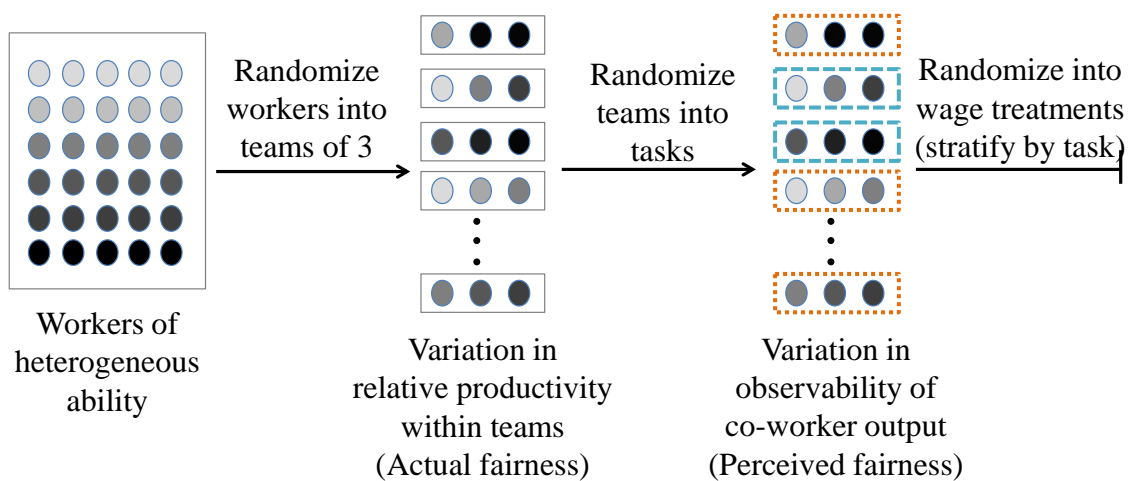 Randomize
workers into
teams of 3
Randomize
teams into
tasks
Randomize into
wage treatments
(stratify by task)
Workers of
heterogeneous
ability
Variation in
relative productivity
within teams
(Actual fairness)
Variation in
observability of
co-worker output
(Perceived fairness)